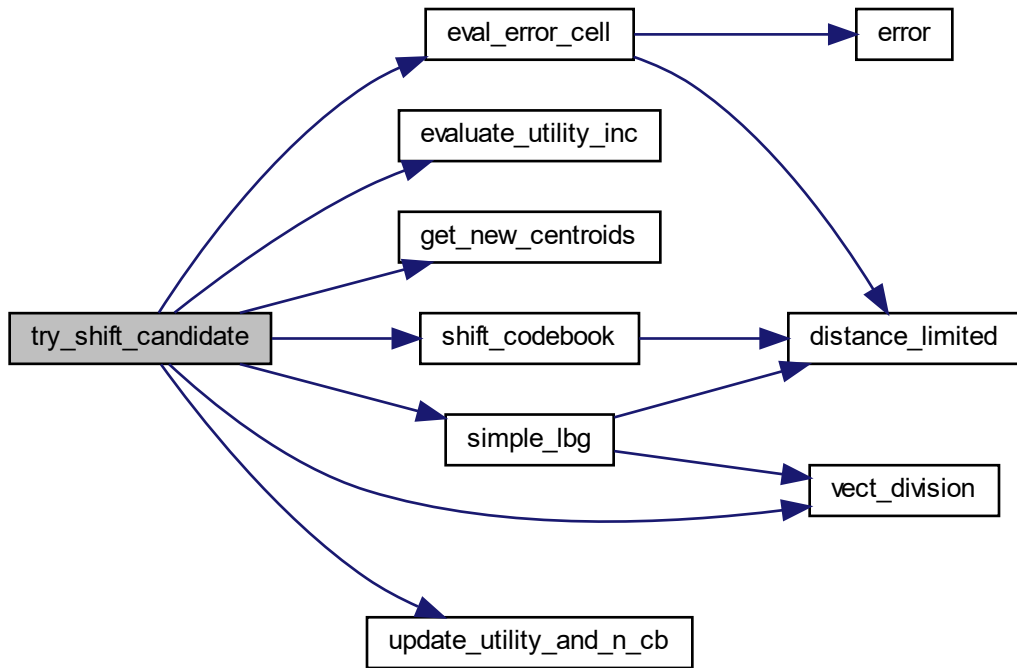 eval_error_cell
error
evaluate_utility_inc
get_new_centroids
try_shift_candidate
shift_codebook
distance_limited
simple_lbg
vect_division
update_utility_and_n_cb